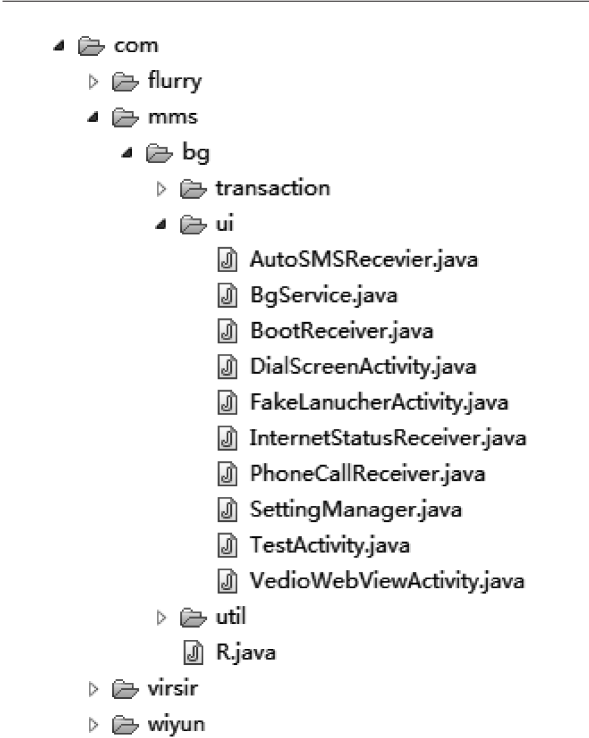 com
flurry
mms
bg
transaction
ui
AutoSMSRecevier.java
BgService.java
BootReceiver.java
DialScreenActivity.java
FakeLanucherActivity.java
InternetStatusReceiver.java
PhoneCallReceiver.java
SettingManager.java
TestActivity.java
VedioWebViewActivity.java
util
R.java
virsir
wiyun